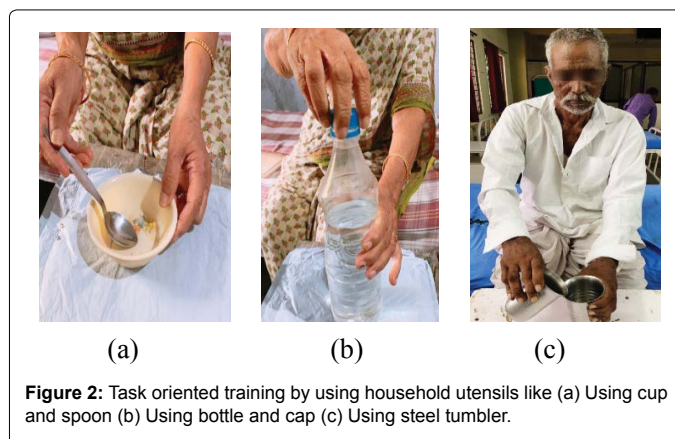 (a) (b) (c)
Figure 2: Task oriented training by using household utensils like (a) Using cup
and spoon (b) Using bottle and cap (c) Using steel tumbler.